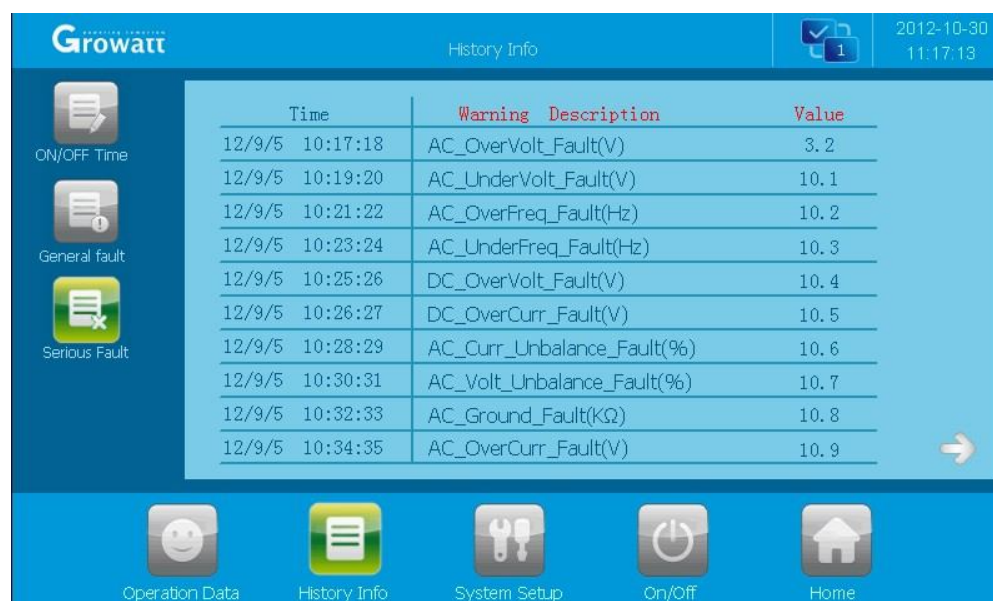 Growatt
History Info
1
2012-10-30
11:17:13
ON/OFF Time
General fault
Serious Fault
Time Warning Description Value
12/9/5 10:17:18 AC_OverVolt_Fault(V) 3.2
12/9/5 10:19:20 AC_UnderVolt_Fault(V) 10.1
12/9/5 10:21:22 AC_OverFreq_Fault(Hz) 10.2
12/9/5 10:23:24 AC_UnderFreq_Fault(Hz) 10.3
12/9/5 10:25:26 DC_OverVolt_Fault(V) 10.4
12/9/5 10:26:27 DC_OverCurr_Fault(V) 10.5
12/9/5 10:28:29 AC_Curr_Unbalance_Fault(%) 10.6
12/9/5 10:30:31 AC_Volt_Unbalance_Fault(%) 10.7
12/9/5 10:32:33 AC_Ground_Fault(KΩ) 10.8
12/9/5 10:34:35 AC_OverCurr_Fault(V) 10.9
Operation Data
History Info
System Setup
On/Off
Home